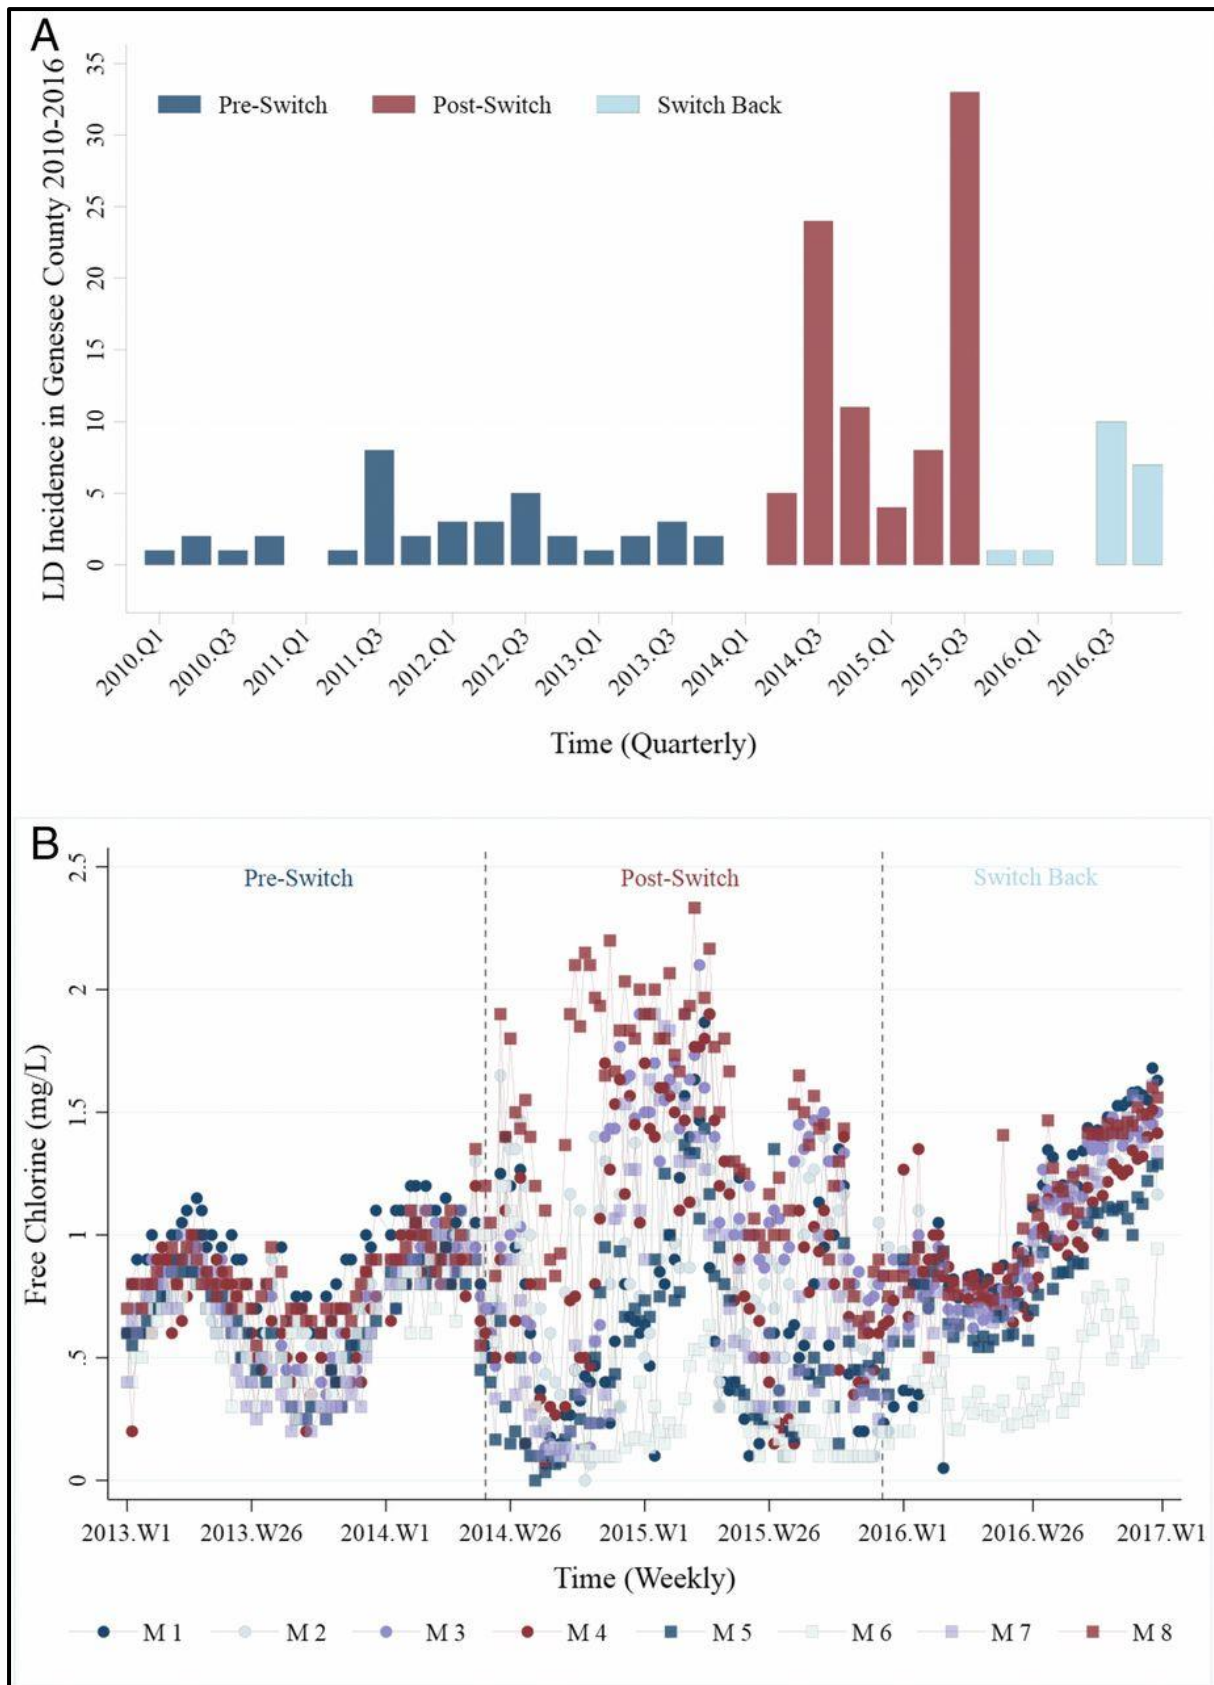 A
LD Incidence in Genesee County 2010-2016
35
30
25
20
15
10
5
0
Pre-Switch Post-Switch Switch Back
2010.Q1 2010.Q3 2011.Q1 2011.Q3 2012.Q1 2012.Q3 2013.Q1 2013.Q3 2014.Q1 2014.Q3 2015.Q1 2015.Q3 2016.Q1 2016.Q3
Time (Quarterly)
B
Free Chlorine (mg/L)
2.5
2
1.5
1
.5
0
Pre-Switch Post-Switch Switch Back
2013.W1 2013.W26 2014.W1 2014.W26 2015.W1 2015.W26 2016.W1 2016.W26 2017.W1
Time (Weekly)
M 1 M 2 M 3 M 4 M 5 M 6 M 7 M 8